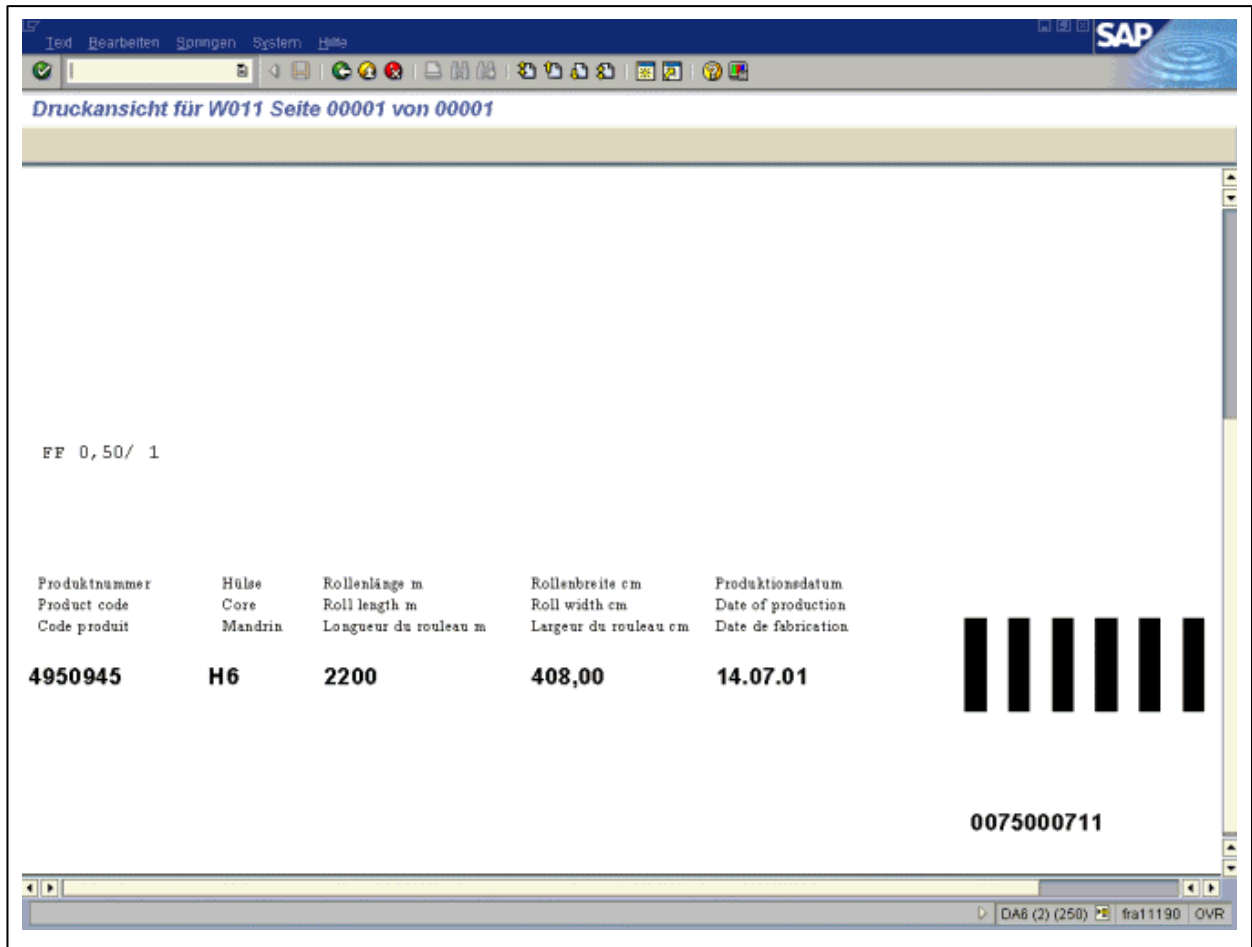 Text Bearbeiten Springen System Hilfe
SAP
Druckansicht für W011 Seite 00001 von 00001
FF 0,50/ 1
Produktnummer Hülse Rollenlänge m Rollenbreite cm Produktionsdatum
Product code Core Roll length m Roll width cm Date of production
Code produit Mandrin Longueur du rouleau m Largeur du rouleau cm Date de fabrication
4950945 H6 2200 408,00 14.07.01
0075000711
DA6 (2) (250) fra11190 OVR